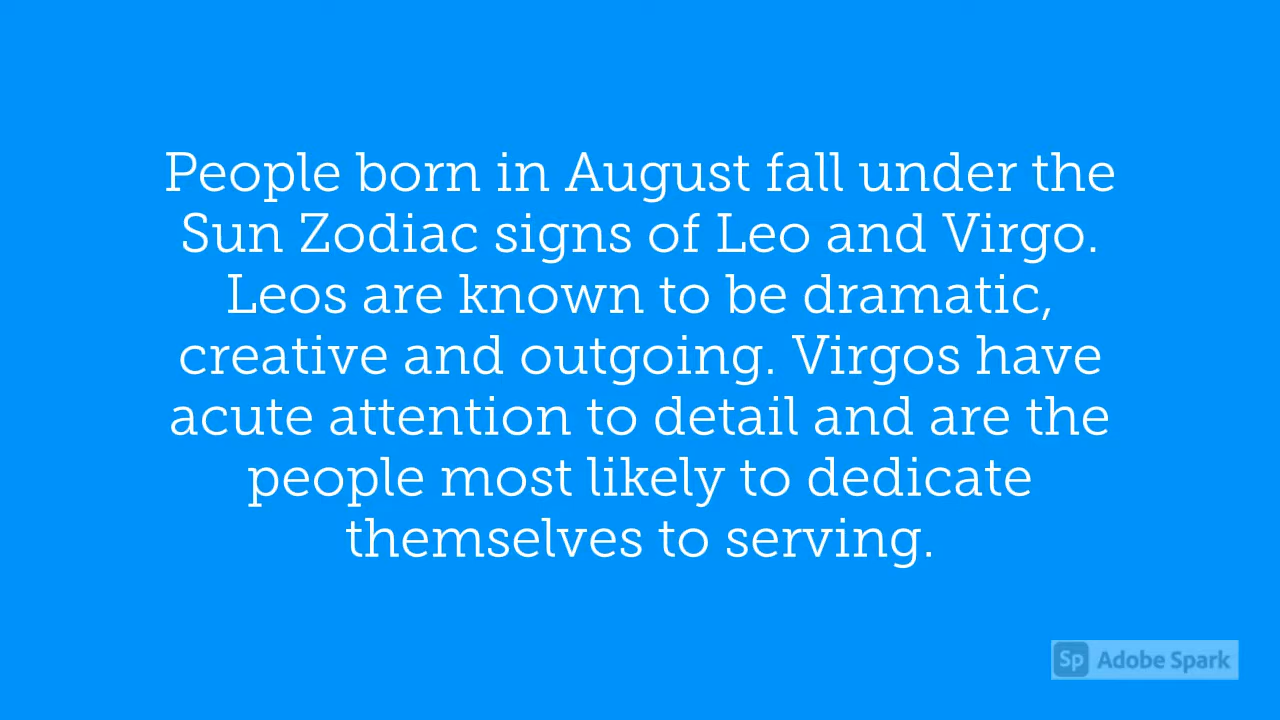 People born in August fall under the
Sun Zodiac signs of Leo and Virgo.
Leos are known to be dramatic,
creative and outgoing. Virgos have
acute attention to detail and are the
people most likely to dedicate
themselves to serving.
Sp Adobe Spark